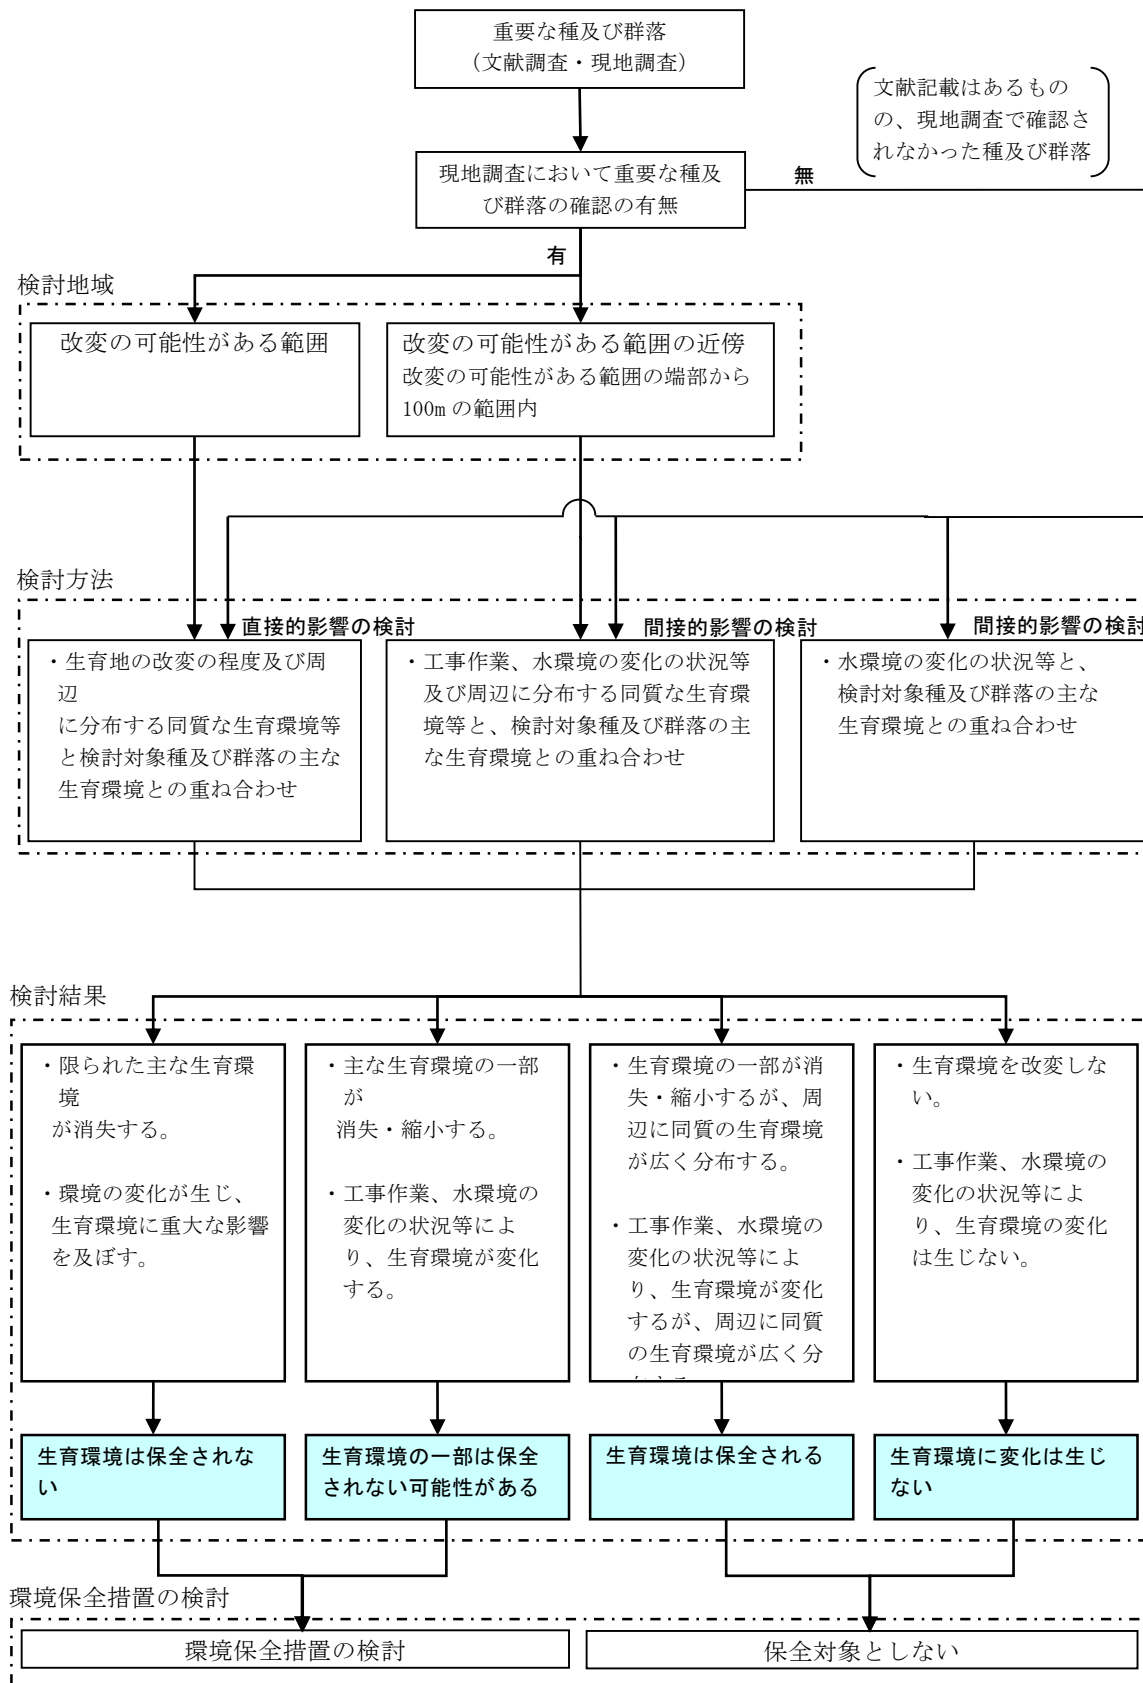 重要な種及び群落
（文献調査・現地調査）
文献記載はあるもの
の、現地調査で確認さ
れなかった種及び群落
現地調査において重要な種及
び群落の確認の有無
無
有
検討地域
改変の可能性がある範囲
改変の可能性がある範囲の近傍
改変の可能性がある範囲の端部から
100mの範囲内
検討方法
直接的影響の検討
・生育地の改変の程度及び周
辺
に分布する同質な生育環境等
と検討対象種及び群落の主な
生育環境との重ね合わせ
間接的影響の検討
・工事作業、水環境の変化の状況等
及び周辺に分布する同質な生育環
境等と、検討対象種及び群落の主
な生育環境との重ね合わせ
間接的影響の検討
・水環境の変化の状況等と、
検討対象種及び群落の主な
生育環境との重ね合わせ
検討結果
・限られた主な生育環
境
が消失する。
・環境の変化が生じ、
生育環境に重大な影響
を及ぼす。
・主な生育環境の一部
が
消失・縮小する。
・工事作業、水環境の
変化の状況等によ
り、生育環境が変化
する。
・生育環境の一部が消
失・縮小するが、周
辺に同質の生育環境
が広く分布する。
・工事作業、水環境の
変化の状況等によ
り、生育環境が変化
するが、周辺に同質
の生育環境が広く分
・生育環境を改変しな
い。
・工事作業、水環境の
変化の状況等によ
り、生育環境の変化
は生じない。
生育環境は保全されな
い
生育環境の一部は保全
されない可能性がある
生育環境は保全される
生育環境に変化は生じ
ない
環境保全措置の検討
環境保全措置の検討
保全対象としない